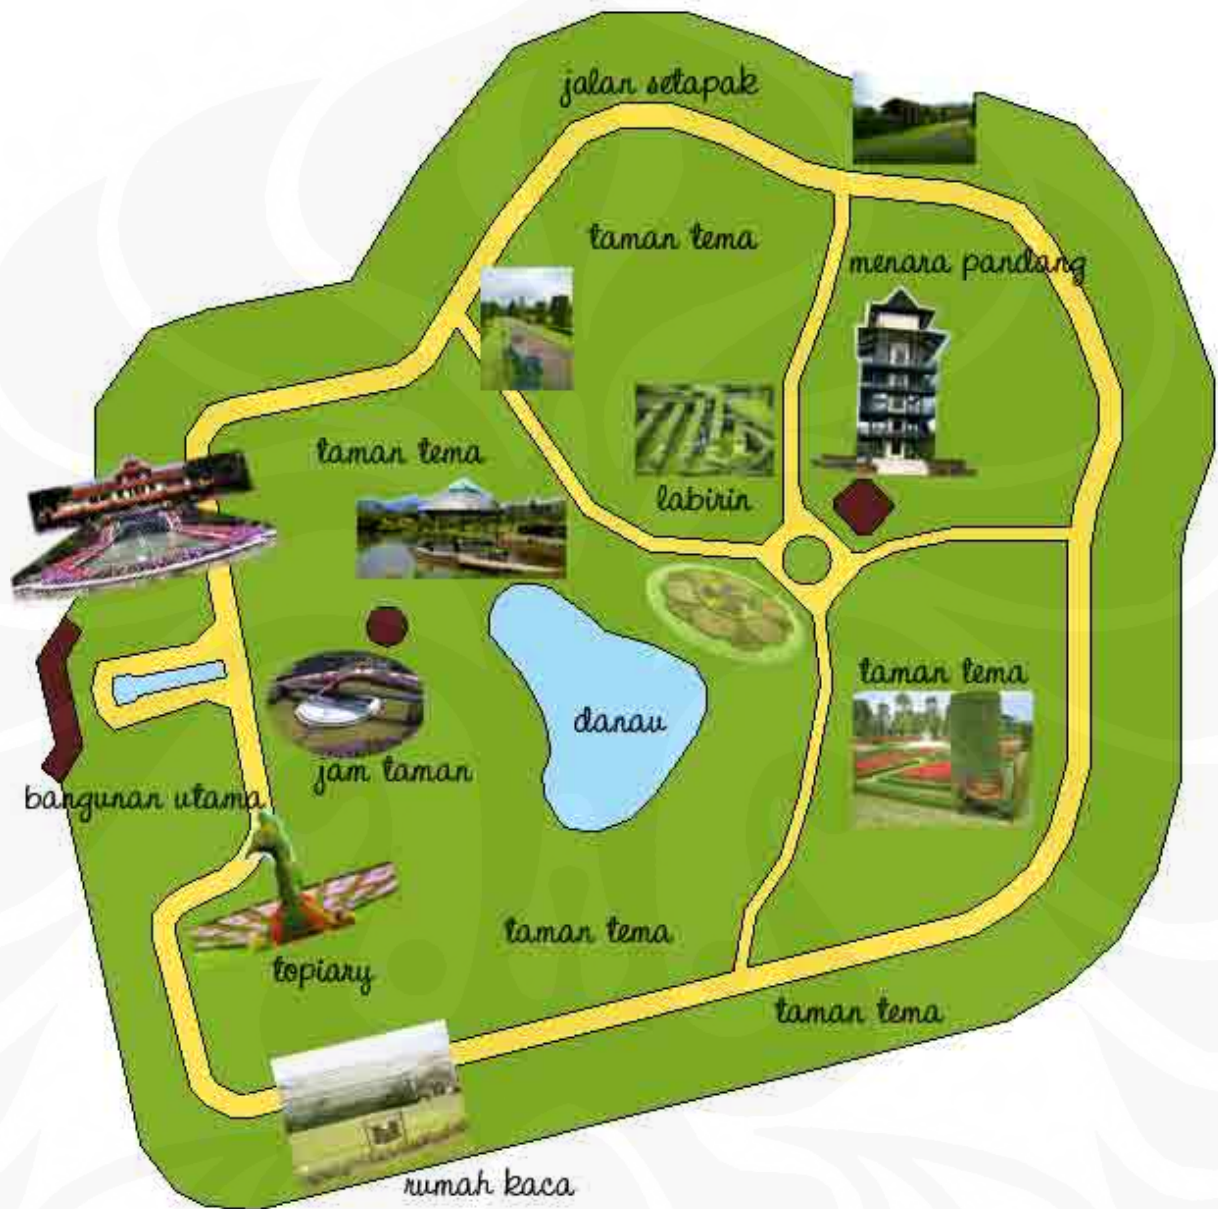 jalan setapak
taman tema
menara pandang
taman tema
labirin
taman tema
danau
jam taman
bangunan utama
taman tema
topiary
taman tema
rumah kaca